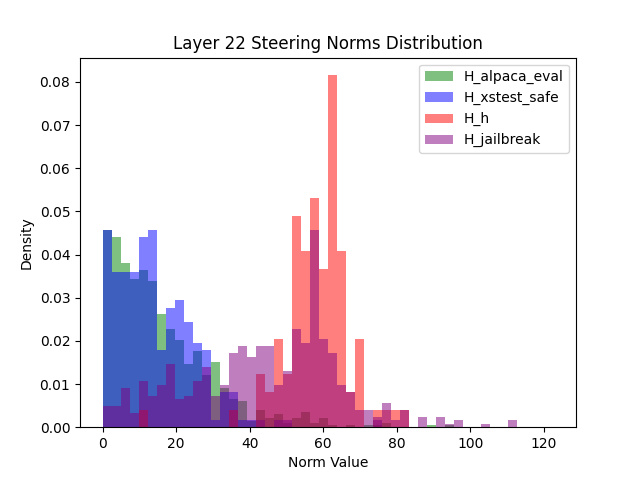 Layer 22 Steering Norms Distribution
H_alpaca_eval
H_xstest_safe
H_h
H_jailbreak
Density
0.08
0.07
0.06
0.05
0.04
0.03
0.02
0.01
0.00
0 20 40 60 80 100 120
Norm Value